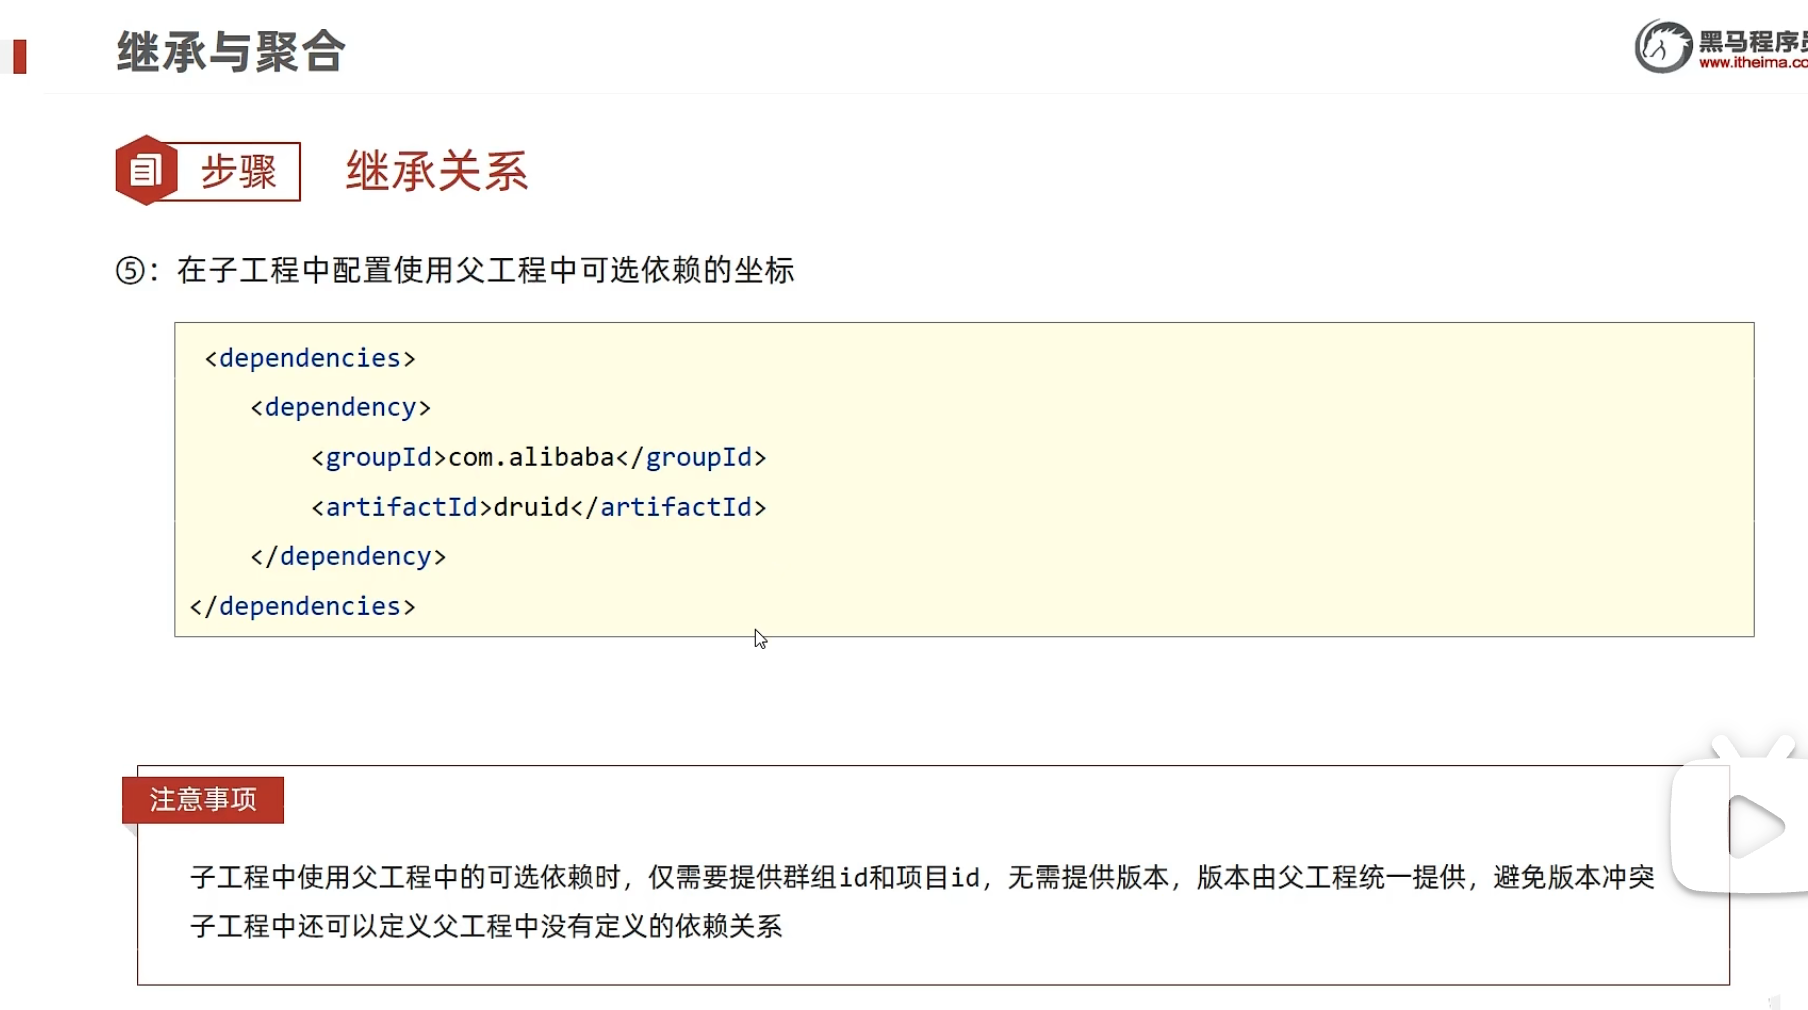 继承与聚合
黑马程序员
www.itheima.co
步骤
继承关系
⑤：在子工程中配置使用父工程中可选依赖的坐标
<dependencies>
<dependency>
<groupId>com.alibaba</groupId>
<artifactId>druid</artifactId>
</dependency>
</dependencies>
注意事项
子工程中使用父工程中的可选依赖时，仅需要提供群组id和项目id，无需提供版本，版本由父工程统一提供，避免版本冲突
子工程中还可以定义父工程中没有定义的依赖关系